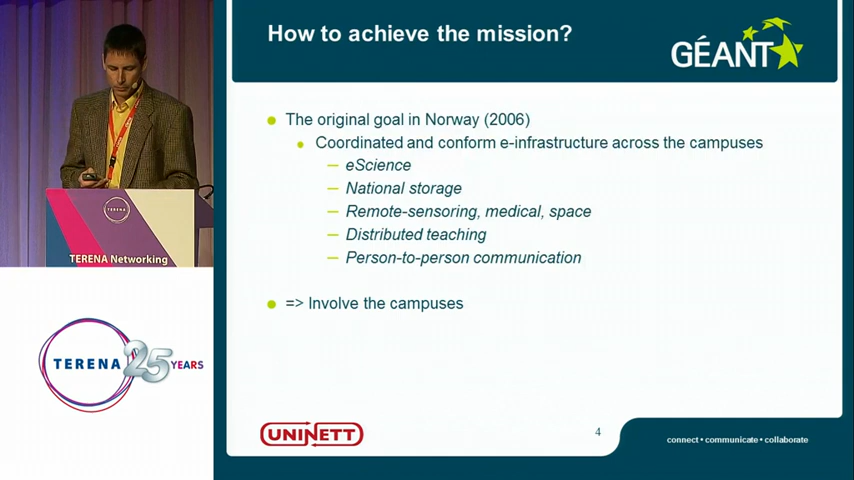 How to achieve the mission?
GÉANT
The original goal in Norway (2006)
Coordinated and conform e-infrastructure across the campuses
– eScience
– National storage
– Remote-sensoring, medical, space
– Distributed teaching
– Person-to-person communication
=> Involve the campuses
TERENA
TERENA Networking
TERENA 25 YEARS
UNINETT
4
connect • communicate • collaborate